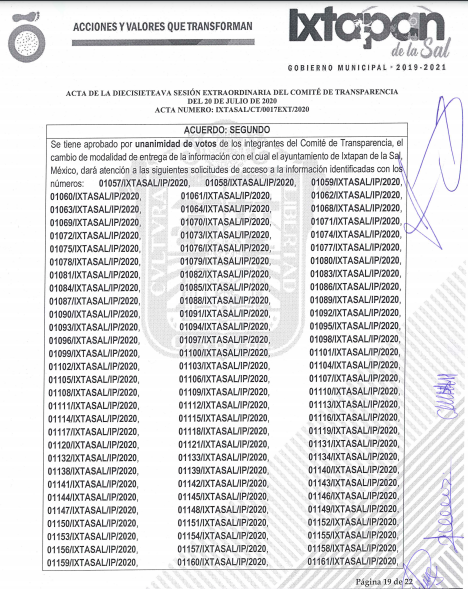 ACCIONES Y VALORES QUE TRANSFORMAN
Ixtapan
de la Sal
GOBIERNO MUNICIPAL - 2019-2021
ACTA DE LA DIECISIETEAVA SESIÓN EXTRAORDINARIA DEL COMITÉ DE TRANSPARENCIA
DEL 20 DE JULIO DE 2020
ACTA NUMERO: IXTASAL/CT/0017EXT/2020
ACUERDO: SEGUNDO
Se tiene aprobado por unanimidad de votos de los integrantes del Comité de Transparencia, el
cambio de modalidad de entrega de la información con el cual el ayuntamiento de Ixtapan de la Sal,
México, dará atención a las siguientes solicitudes de acceso a la información identificadas con los
números: 01057/IXTASAL/IP/2020, 01058/IXTASAL/IP/2020, 01059/IXTASAL/IP/2020,
01060/IXTASAL/IP/2020, 01061/IXTASAL/IP/2020, 01062/IXTASAL/IP/2020,
01063/IXTASAL/IP/2020, 01064/IXTASAL/IP/2020, 01068/IXTASAL/IP/2020,
01069/IXTASAL/IP/2020, 01070/IXTASAL/IP/2020, 01071/IXTASAL/IP/2020,
01072/IXTASAL/IP/2020, 01073/IXTASAL/IP/2020, 01074/IXTASAL/IP/2020,
01075/IXTASAL/IP/2020, 01076/IXTASAL/IP/2020, 01077/IXTASAL/IP/2020,
01078/IXTASAL/IP/2020, 01079/IXTASAL/IP/2020, 01080/IXTASAL/IP/2020,
01081/IXTASAL/IP/2020, 01082/IXTASAL/IP/2020, 01083/IXTASAL/IP/2020,
01084/IXTASAL/IP/2020, 01085/IXTASAL/IP/2020, 01086/IXTASAL/IP/2020,
01087/IXTASAL/IP/2020, 01088/IXTASAL/IP/2020, 01089/IXTASAL/IP/2020,
01090/IXTASAL/IP/2020, 01091/IXTASAL/IP/2020, 01092/IXTASAL/IP/2020,
01093/IXTASAL/IP/2020, 01094/IXTASAL/IP/2020, 01095/IXTASAL/IP/2020,
01096/IXTASAL/IP/2020, 01097/IXTASAL/IP/2020, 01098/IXTASAL/IP/2020,
01099/IXTASAL/IP/2020, 01100/IXTASAL/IP/2020, 01101/IXTASAL/IP/2020,
01102/IXTASAL/IP/2020, 01103/IXTASAL/IP/2020, 01104/IXTASAL/IP/2020,
01105/IXTASAL/IP/2020, 01106/IXTASAL/IP/2020, 01107/IXTASAL/IP/2020,
01108/IXTASAL/IP/2020, 01109/IXTASAL/IP/2020, 01110/IXTASAL/IP/2020,
01111/IXTASAL/IP/2020, 01112/IXTASAL/IP/2020, 01113/IXTASAL/IP/2020,
01114/IXTASAL/IP/2020, 01115/IXTASAL/IP/2020, 01116/IXTASAL/IP/2020,
01117/IXTASAL/IP/2020, 01118/IXTASAL/IP/2020, 01119/IXTASAL/IP/2020,
01120/IXTASAL/IP/2020, 01121/IXTASAL/IP/2020, 01131/IXTASAL/IP/2020,
01132/IXTASAL/IP/2020, 01133/IXTASAL/IP/2020, 01134/IXTASAL/IP/2020,
01138/IXTASAL/IP/2020, 01139/IXTASAL/IP/2020, 01140/IXTASAL/IP/2020,
01141/IXTASAL/IP/2020, 01142/IXTASAL/IP/2020, 01143/IXTASAL/IP/2020,
01144/IXTASAL/IP/2020, 01145/IXTASAL/IP/2020, 01146/IXTASAL/IP/2020,
01147/IXTASAL/IP/2020, 01148/IXTASAL/IP/2020, 01149/IXTASAL/IP/2020,
01150/IXTASAL/IP/2020, 01151/IXTASAL/IP/2020, 01152/IXTASAL/IP/2020,
01153/IXTASAL/IP/2020, 01154/IXTASAL/IP/2020, 01155/IXTASAL/IP/2020,
01156/IXTASAL/IP/2020, 01157/IXTASAL/IP/2020, 01158/IXTASAL/IP/2020,
01159/IXTASAL/IP/2020, 01160/IXTASAL/IP/2020, 01161/IXTASAL/IP/2020,
CULTURA
LIBERTAD
Página 19 de 22